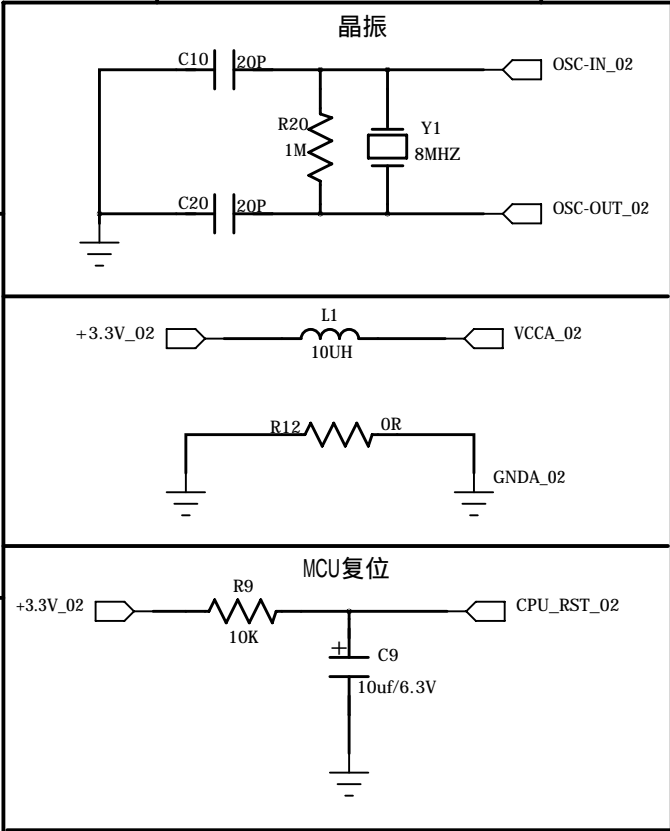 晶振
C10
20P
OSC-IN_02
R20
1M
Y1
8MHZ
C20
20P
OSC-OUT_02
L1
+3.3V_02
VCCA_02
10UH
R12
0R
GNDA_02
MCU复位
R9
+3.3V_02
CPU_RST_02
10K
+
C9
10uf/6.3V